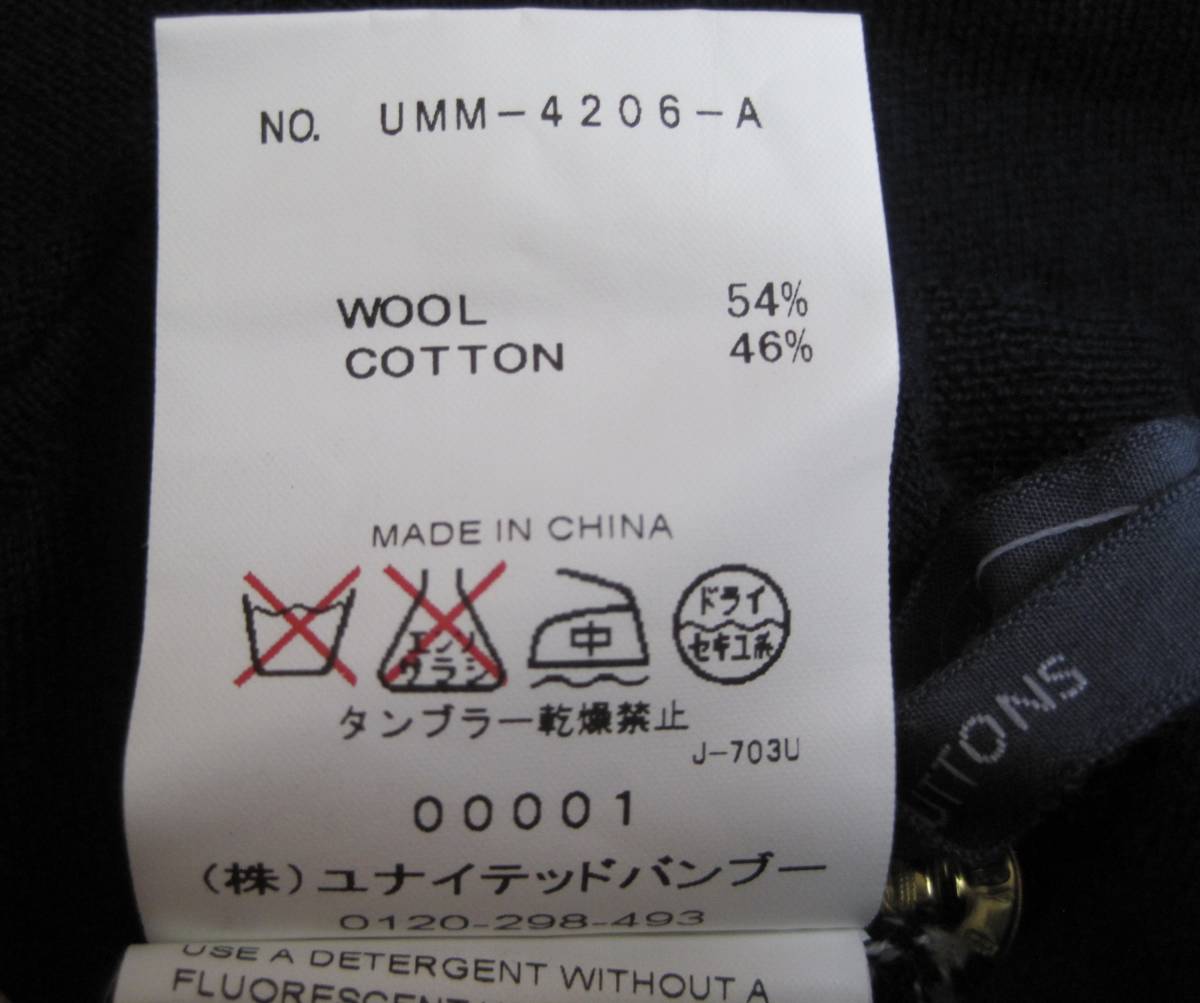 NO. UMM-4206-A
WOOL 54%
COTTON 46%
MADE IN CHINA
エンソ
サラシ
中
ドライ
セキユ系
タンブラー乾燥禁止
J-703U
00001
(株)ユナイテッドバンブー
0120-298-493
USE A DETERGENT WITHOUT A
FLUORESCENT
UTTONS